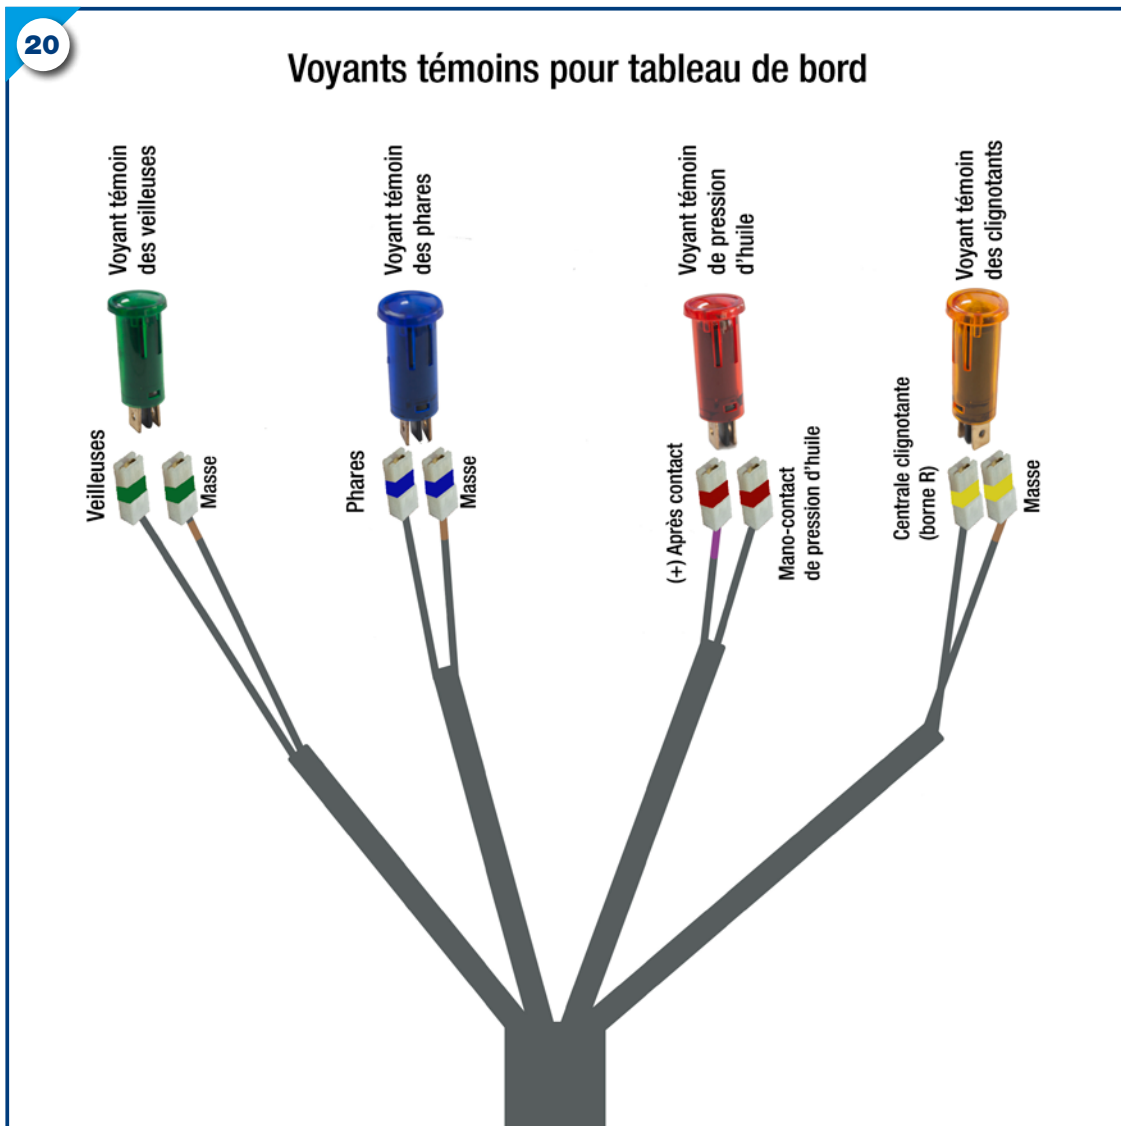 20
Voyants témoins pour tableau de bord
Voyant témoin
des veilleuses
Voyant témoin
des phares
Voyant témoin
de pression
d'huile
Voyant témoin
des clignotants
Veilleuses
Masse
Phares
Masse
(+) Après contact
Mano-contact
de pression d'huile
Centrale clignotante
(borne R)
Masse